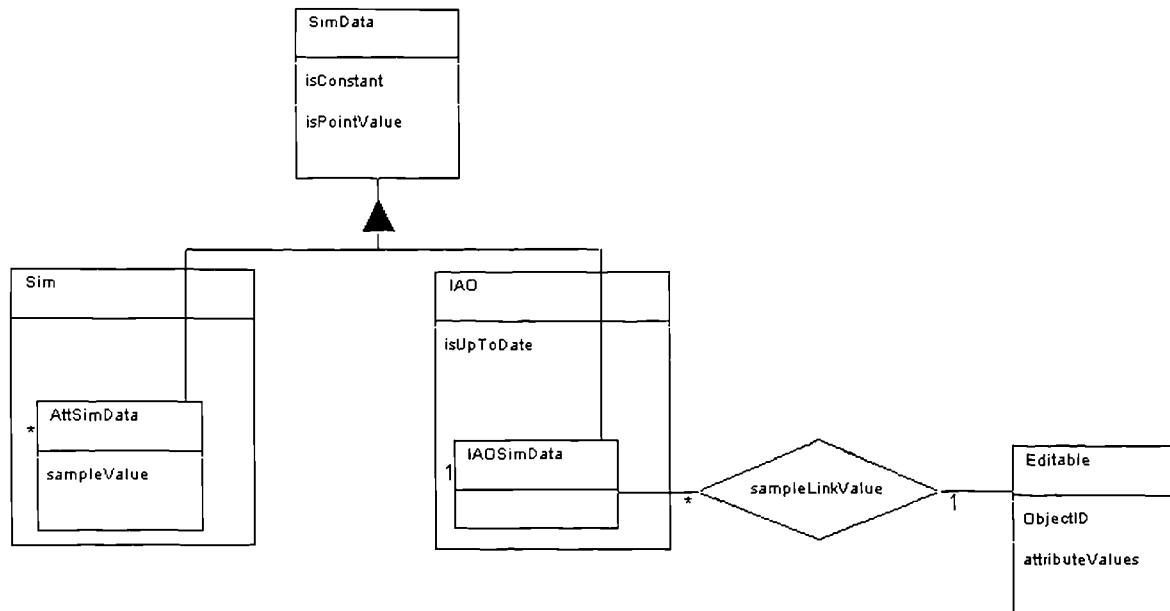 SimData
isConstant
isPointValue
Sim
IAO
isUpToDate
AttSimData
*
sampleValue
IAOSimData
1
*
sampleLinkValue
1
Editable
ObjectID
attributeValues